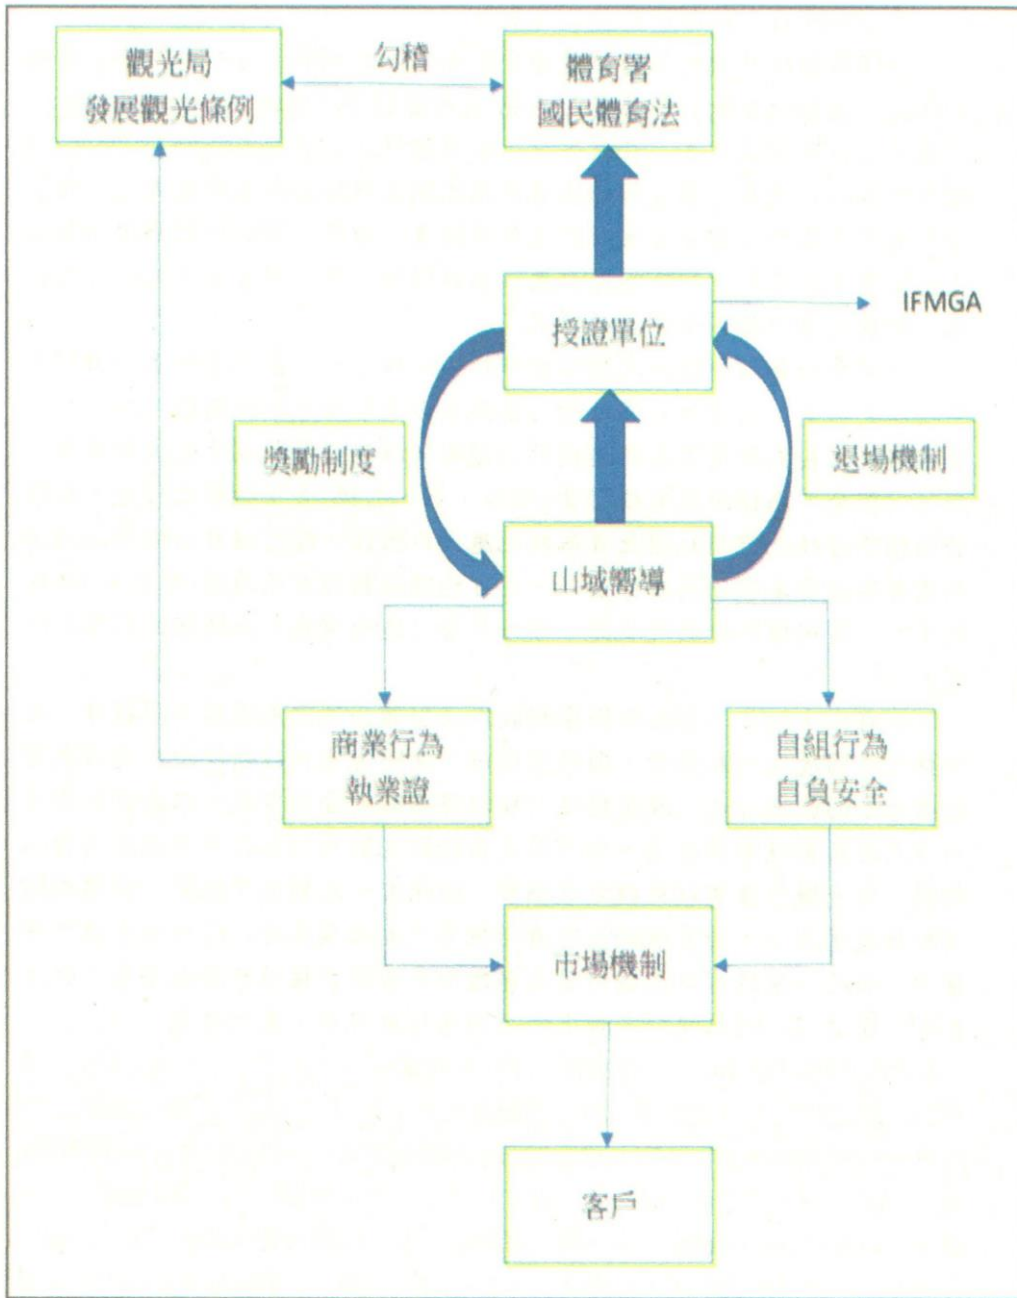 觀光局
發展觀光條例
勾稽
體育署
國民體育法
授證單位
IFMGA
獎勵制度
退場機制
山域嚮導
商業行為
執業證
自組行為
自負安全
市場機制
客戶